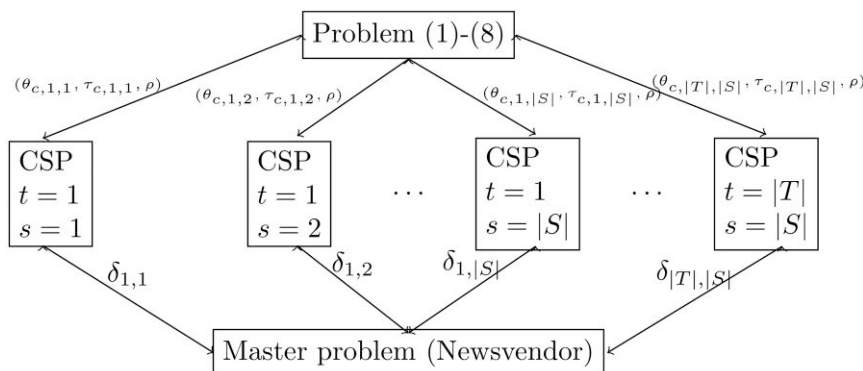 Problem (1)-(8)
(θ_{c,1,1}, τ_{c,1,1}, ρ)
(θ_{c,1,2}, τ_{c,1,2}, ρ)
(θ_{c,1,|S|}, τ_{c,1,|S|}, ρ)
(θ_{c,|T|,|S|}, τ_{c,|T|,|S|}, ρ)
CSP
t = 1
s = 1
CSP
t = 1
s = 2
...
CSP
t = 1
s = |S|
...
CSP
t = |T|
s = |S|
δ_{1,1}
δ_{1,2}
δ_{1,|S|}
δ_{|T|,|S|}
Master problem (Newsvendor)